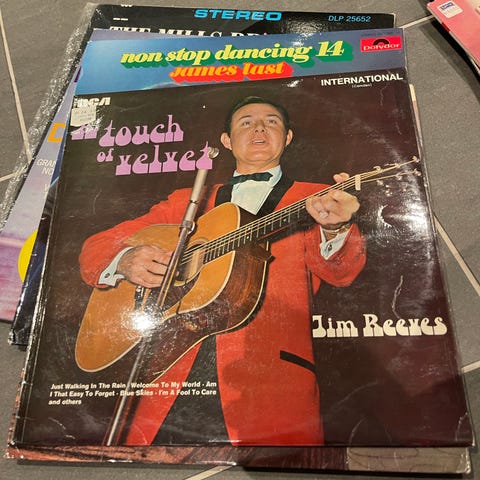 STEREO
DLP 25652
THE MILLS
non stop dancing 14
James last
Polydor
INTERNATIONAL
(Camden)
RCA
A touch
of velvet
Jim Reeves
Just Walking In The Rain - Welcome To My World - Am
I That Easy To Forget - Blue Skies - I'm A Fool To Care
and others